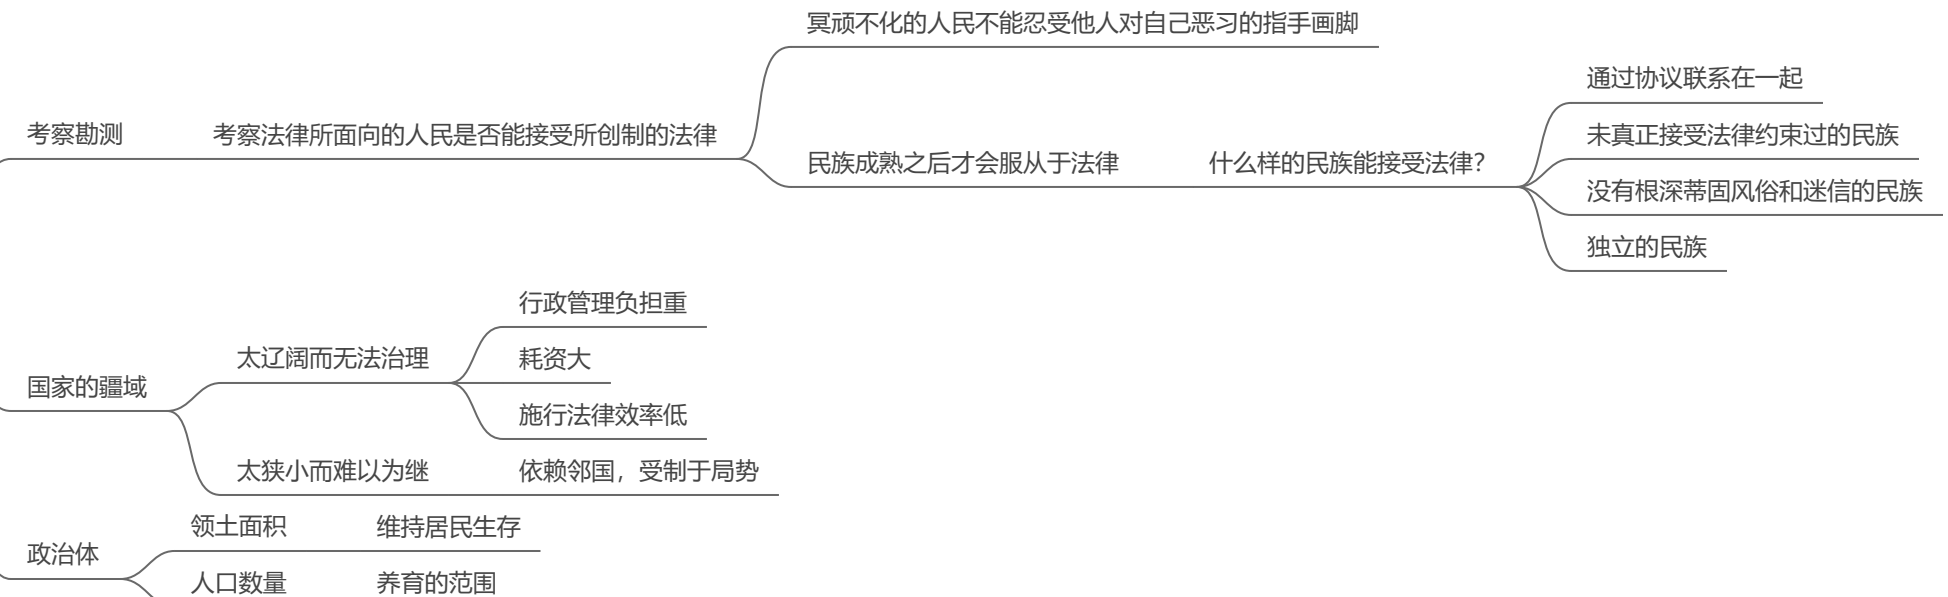 冥顽不化的人民不能忍受他人对自己恶习的指手画脚
通过协议联系在一起
考察勘测
考察法律所面向的人民是否能接受所创制的法律
未真正接受法律约束过的民族
民族成熟之后才会服从于法律
什么样的民族能接受法律？
没有根深蒂固风俗和迷信的民族
独立的民族
行政管理负担重
太辽阔而无法治理
耗资大
国家的疆域
施行法律效率低
太狭小而难以为继
依赖邻国，受制于局势
领土面积
维持居民生存
政治体
人口数量
养育的范围